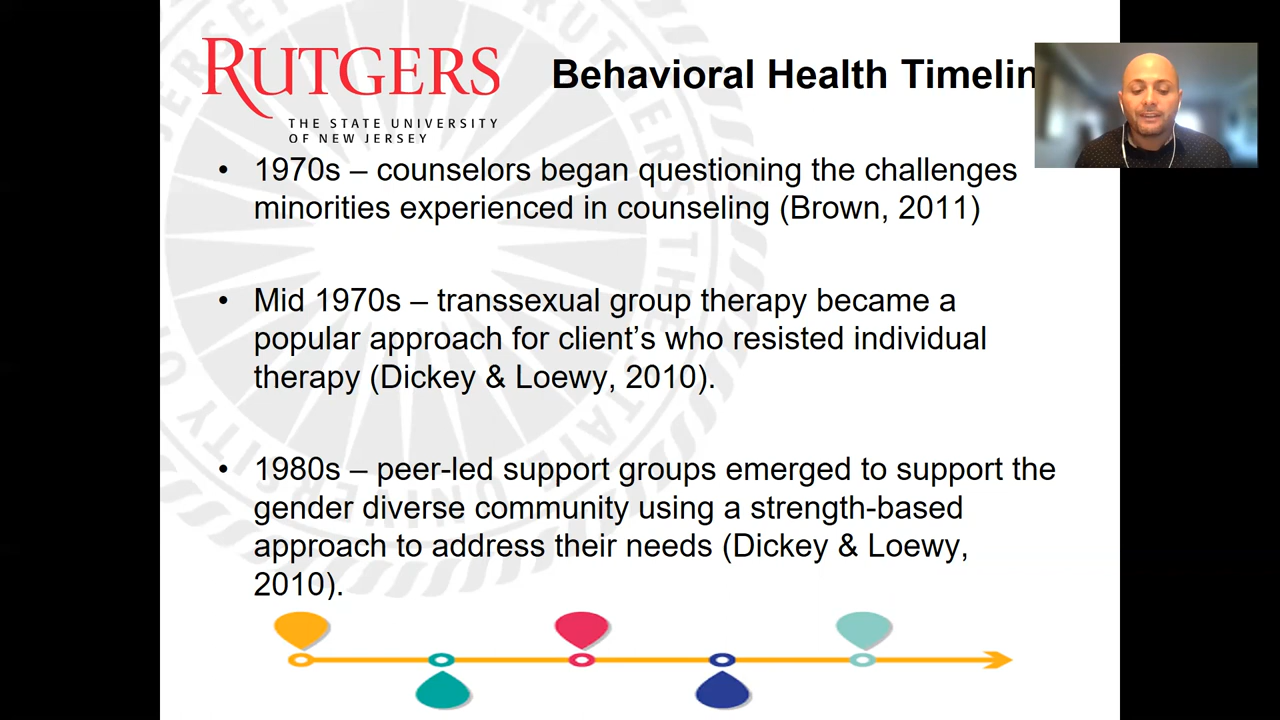 RUTGERS
THE STATE UNIVERSITY
OF NEW JERSEY
Behavioral Health Timelin
• 1970s – counselors began questioning the challenges
minorities experienced in counseling (Brown, 2011)
• Mid 1970s – transsexual group therapy became a
popular approach for client's who resisted individual
therapy (Dickey & Loewy, 2010).
• 1980s – peer-led support groups emerged to support the
gender diverse community using a strength-based
approach to address their needs (Dickey & Loewy,
2010).